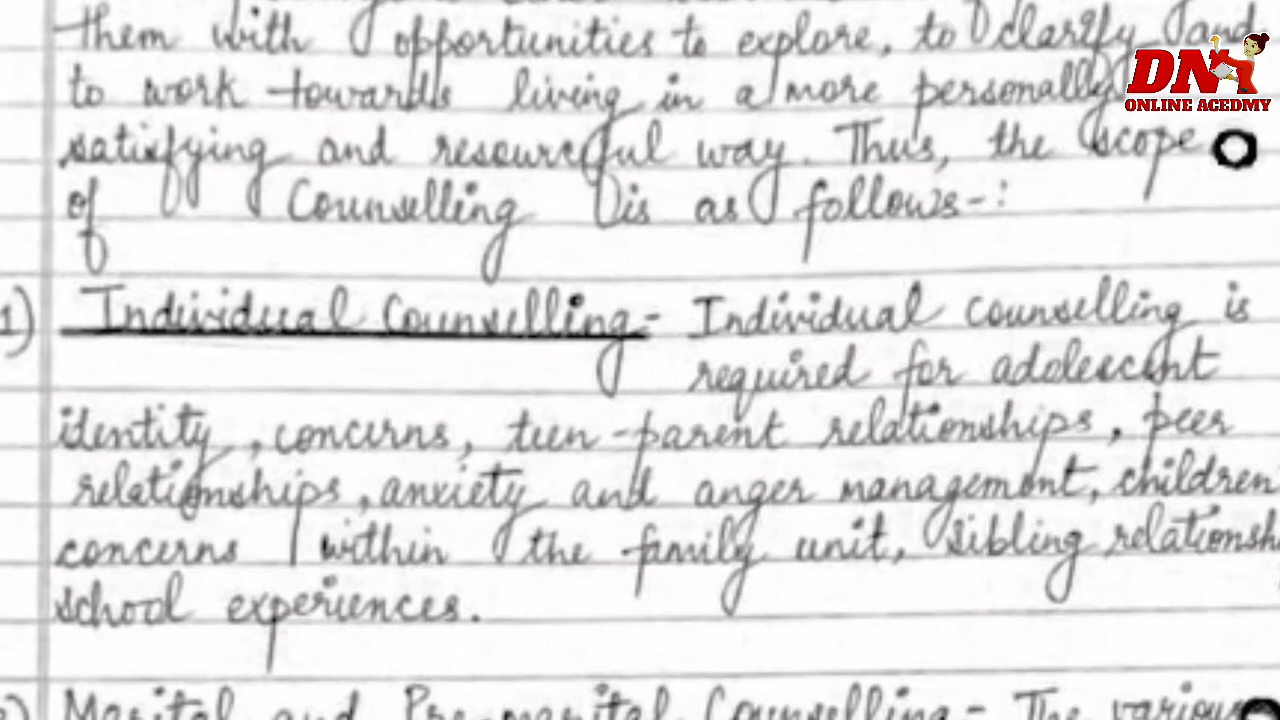 them with opportunities to explore, to clarify and
to work towards living in a more personally
satisfying and resourceful way. Thus, the scope
of Counselling is as follows-:
1) Individual Counselling- Individual counselling is
required for adolescent
identity, concerns, teen-parent relationships, peer
relationships, anxiety and anger management, children
concerns within the family unit, sibling relationsh
school experiences.
Marital and Pre-marital Counselling- The various
DN
ONLINE ACEDMY